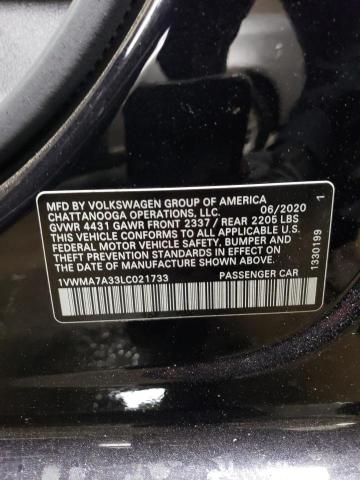 MFD BY VOLKSWAGEN GROUP OF AMERICA
CHATTANOOGA OPERATIONS, LLC. 06/2020
GVWR 4431 GAWR FRONT 2337 / REAR 2205 LBS
THIS VEHICLE CONFORMS TO ALL APPLICABLE U.S.
FEDERAL MOTOR VEHICLE SAFETY, BUMPER AND
THEFT PREVENTION STANDARDS IN EFFECT ON THE
DATE OF MANUFACTURE SHOWN ABOVE.
1VWMA7A33LC021733 PASSENGER CAR
1330199 1